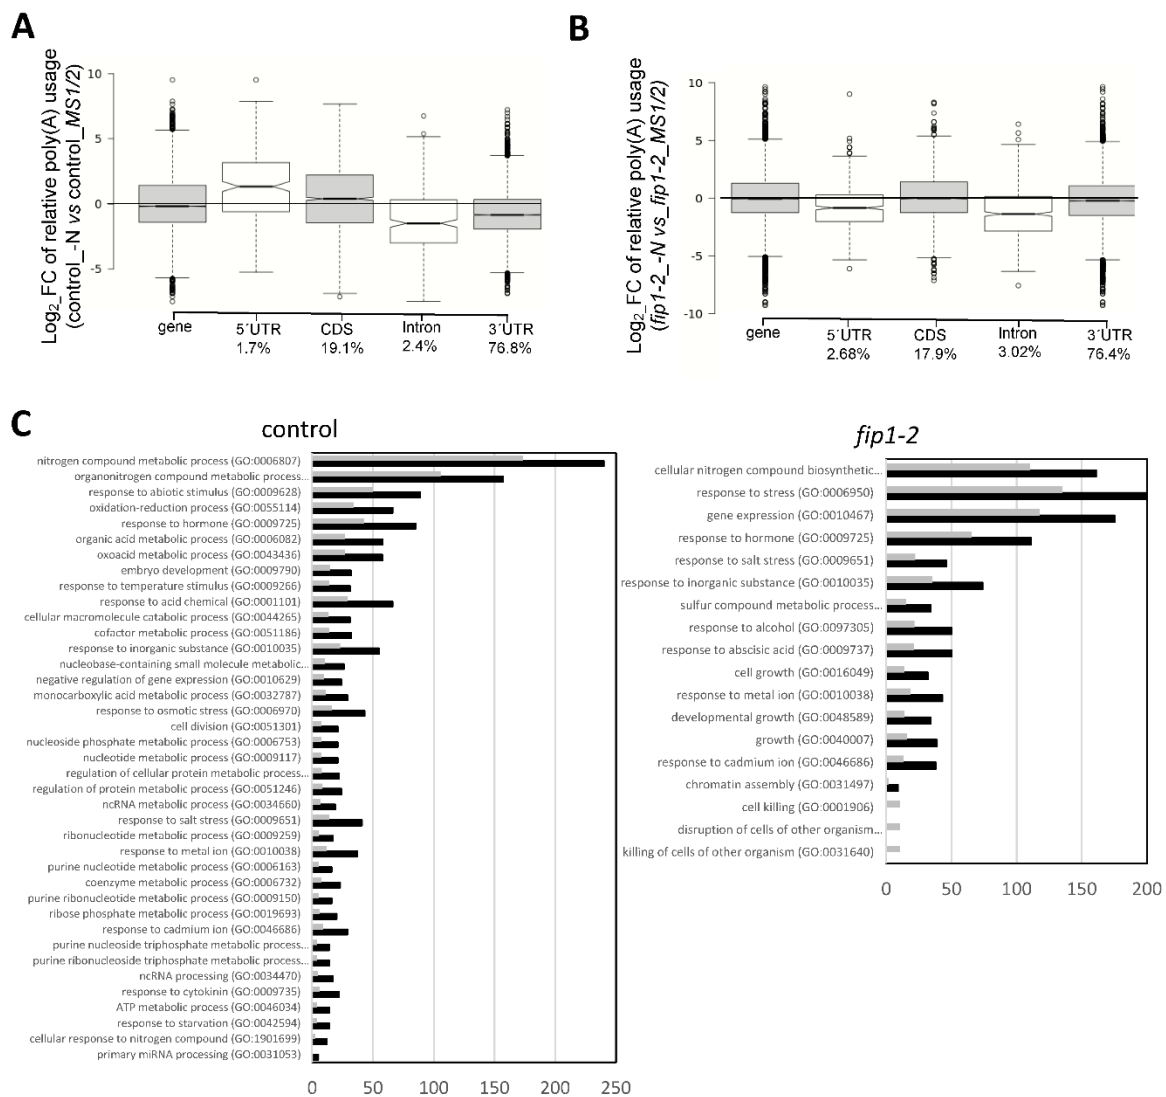 A
Log2_FC of relative poly(A) usage
(control_-N vs control_MS1/2)
10
5
0
-5
gene
5´UTR
CDS
Intron
3´UTR
1.7%
19.1%
2.4%
76.8%
B
Log2_FC of relative poly(A) usage
(fip1-2_-N vs_fip1-2_MS1/2)
10
5
0
-5
-10
gene
5´UTR
CDS
Intron
3´UTR
2.68%
17.9%
3.02%
76.4%
C
control
nitrogen compound metabolic process (GO:0006807)
organonitrogen compound metabolic process...
response to abiotic stimulus (GO:0009628)
oxidation-reduction process (GO:0055114)
response to hormone (GO:0009725)
organic acid metabolic process (GO:0006082)
oxoacid metabolic process (GO:0043436)
embryo development (GO:0009790)
response to temperature stimulus (GO:0009266)
response to acid chemical (GO:0001101)
cellular macromolecule catabolic process (GO:0044265)
cofactor metabolic process (GO:0051186)
response to inorganic substance (GO:0010035)
nucleobase-containing small molecule metabolic...
negative regulation of gene expression (GO:0010629)
monocarboxylic acid metabolic process (GO:0032787)
response to osmotic stress (GO:0006970)
cell division (GO:0051301)
nucleoside phosphate metabolic process (GO:0006753)
nucleotide metabolic process (GO:0009117)
regulation of cellular protein metabolic process...
regulation of protein metabolic process (GO:0051246)
ncRNA metabolic process (GO:0034660)
response to salt stress (GO:0009651)
ribonucleotide metabolic process (GO:0009259)
response to metal ion (GO:0010038)
purine nucleotide metabolic process (GO:0006163)
coenzyme metabolic process (GO:0006732)
purine ribonucleotide metabolic process (GO:0009150)
ribose phosphate metabolic process (GO:0019693)
response to cadmium ion (GO:0046686)
purine nucleoside triphosphate metabolic process...
purine ribonucleoside triphosphate metabolic process...
ncRNA processing (GO:0034470)
response to cytokinin (GO:0009735)
ATP metabolic process (GO:0046034)
response to starvation (GO:0042594)
cellular response to nitrogen compound (GO:1901699)
primary miRNA processing (GO:0031053)
0 50 100 150 200 250
fip1-2
cellular nitrogen compound biosynthetic...
response to stress (GO:0006950)
gene expression (GO:0010467)
response to hormone (GO:0009725)
response to salt stress (GO:0009651)
response to inorganic substance (GO:0010035)
sulfur compound metabolic process...
response to alcohol (GO:0097305)
response to abscisic acid (GO:0009737)
cell growth (GO:0016049)
response to metal ion (GO:0010038)
developmental growth (GO:0048589)
growth (GO:0040007)
response to cadmium ion (GO:0046686)
chromatin assembly (GO:0031497)
cell killing (GO:0001906)
disruption of cells of other organism...
killing of cells of other organism (GO:0031640)
0 50 100 150 200